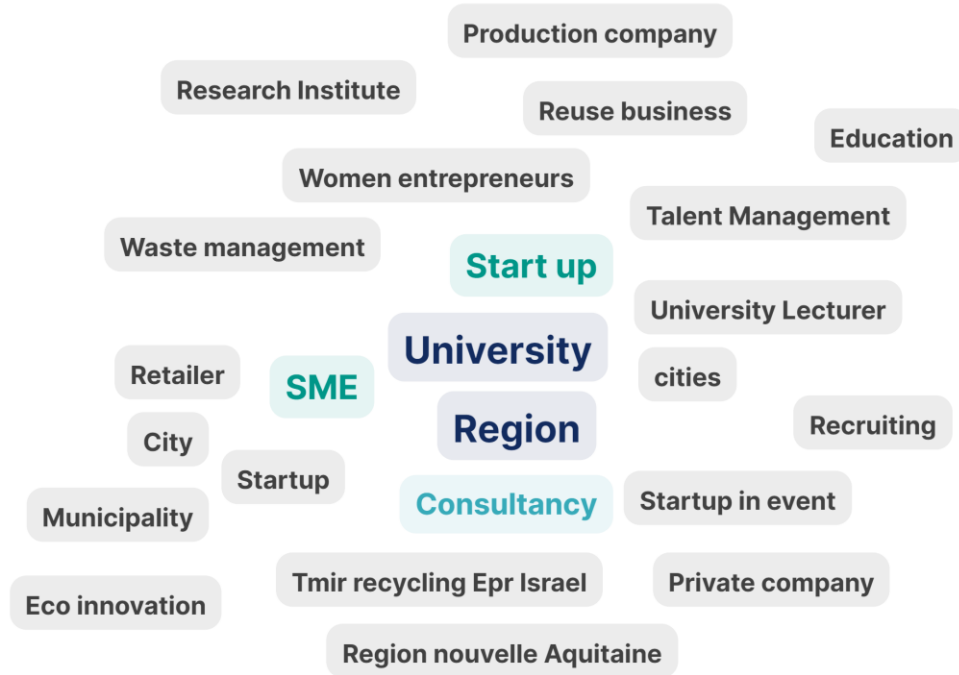 Production company
Research Institute
Reuse business
Education
Women entrepreneurs
Talent Management
Waste management
Start up
University Lecturer
University
Retailer
SME
cities
Region
Recruiting
City
Startup
Consultancy
Startup in event
Municipality
Tmir recycling Epr Israel
Private company
Eco innovation
Region nouvelle Aquitaine